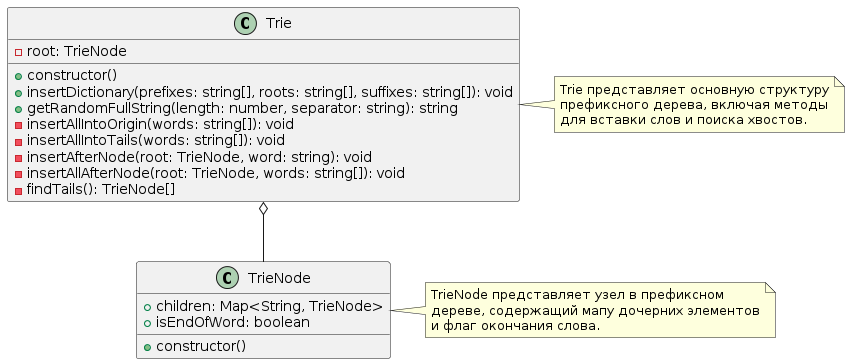 C Trie
root: TrieNode
constructor()
insertDictionary(prefixes: string[], roots: string[], suffixes: string[]): void
getRandomFullString(length: number, separator: string): string
insertAllIntoOrigin(words: string[]): void
insertAllIntoTails(words: string[]): void
insertAfterNode(root: TrieNode, word: string): void
insertAllAfterNode(root: TrieNode, words: string[]): void
findTails(): TrieNode[]
Trie представляет основную структуру
префиксного дерева, включая методы
для вставки слов и поиска хвостов.
C TrieNode
children: Map<String, TrieNode>
isEndOfWord: boolean
constructor()
TrieNode представляет узел в префиксном
дереве, содержащий мапу дочерних элементов
и флаг окончания слова.